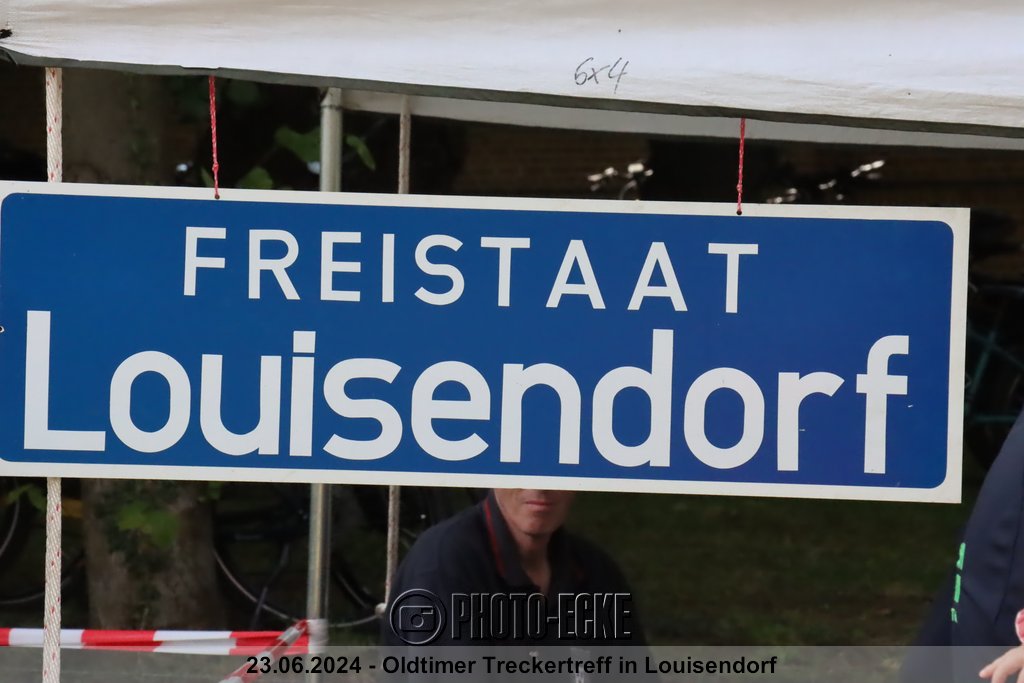 6x4
FREISTAAT
Louisendorf
PHOTO-ECKE
23.06.2024 - Oldtimer Treckertreff in Louisendorf